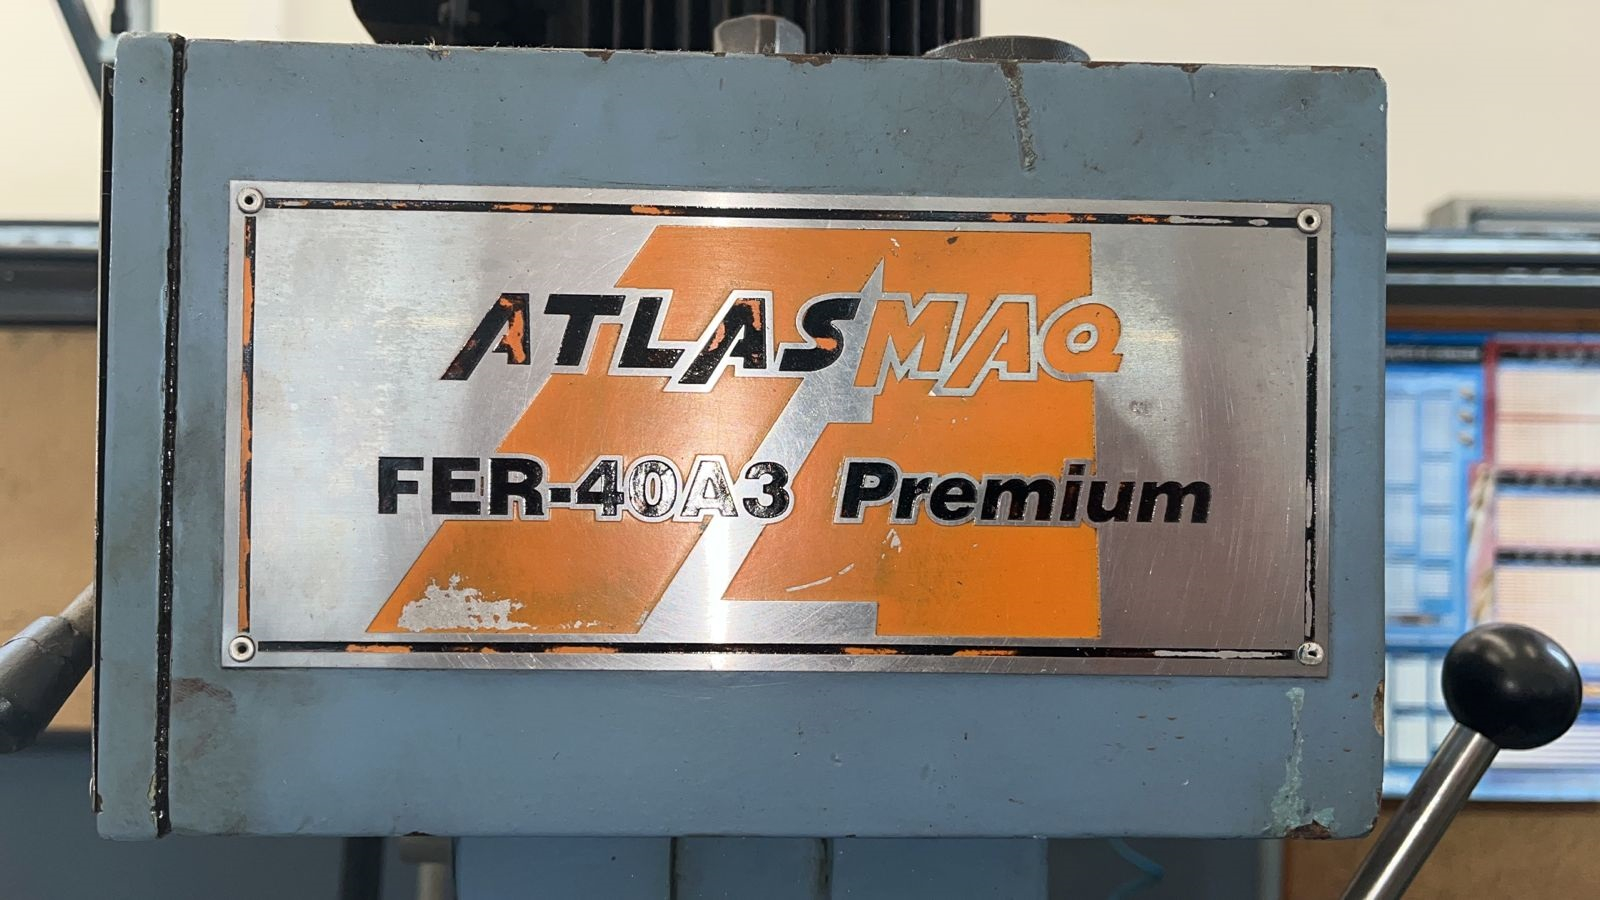 ATLASMAQ
FER-40A3 Premium